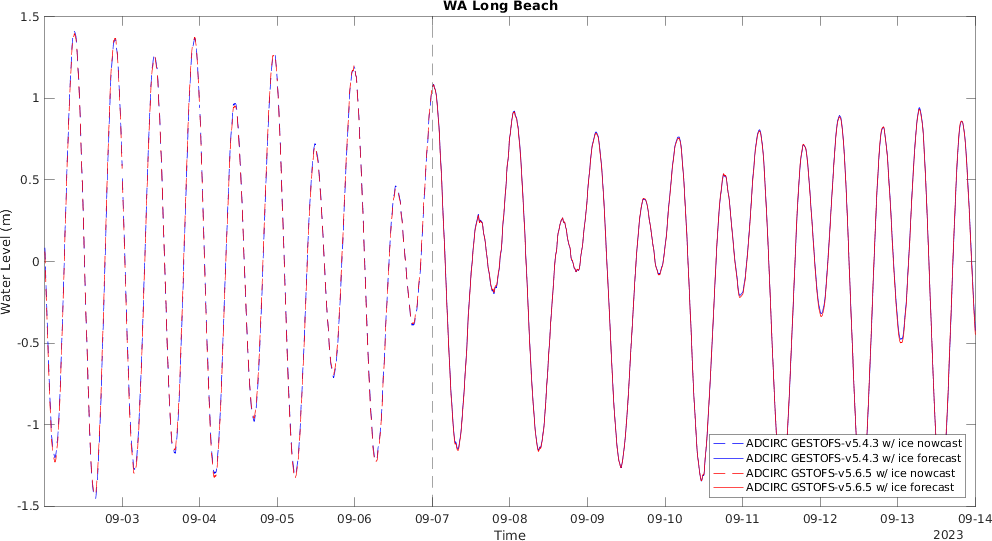 WA Long Beach
1.5
1
0.5
0
-0.5
-1
-1.5
Water Level (m)
09-03 09-04 09-05 09-06 09-07 09-08 09-09 09-10 09-11 09-12 09-13 09-14
Time
2023
ADCIRC GESTOFS-v5.4.3 w/ ice nowcast
ADCIRC GESTOFS-v5.4.3 w/ ice forecast
ADCIRC GSTOFS-v5.6.5 w/ ice nowcast
ADCIRC GSTOFS-v5.6.5 w/ ice forecast